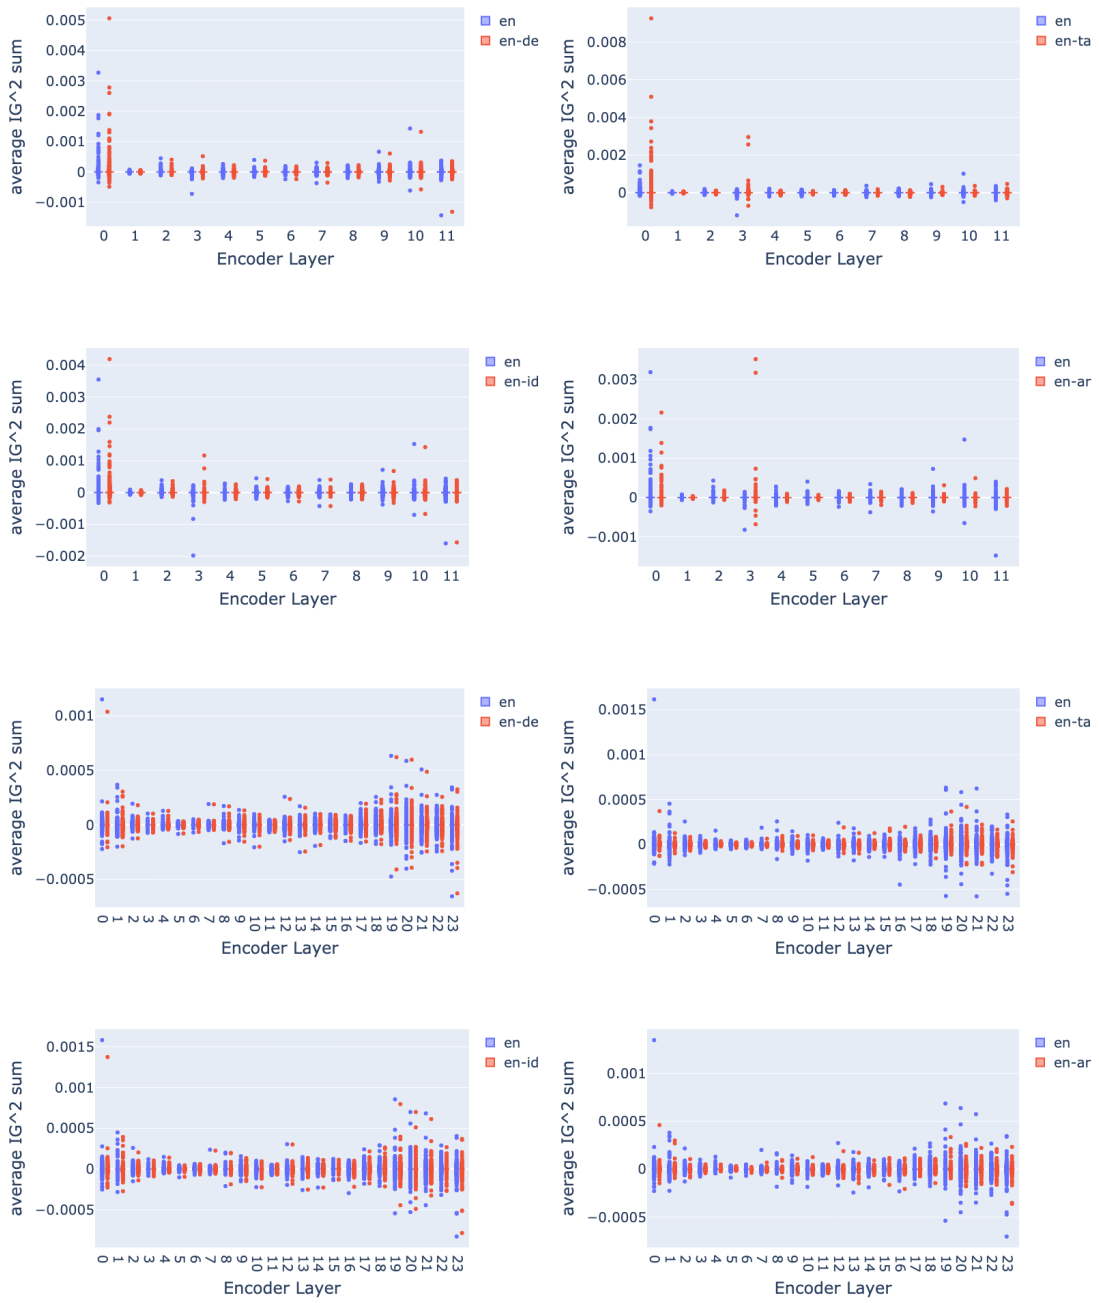 average IG^2 sum
0.005
0.004
0.003
0.002
0.001
0
−0.001
0 1 2 3 4 5 6 7 8 9 10 11
Encoder Layer
en
en-de
average IG^2 sum
0.008
0.006
0.004
0.002
0
0 1 2 3 4 5 6 7 8 9 10 11
Encoder Layer
en
en-ta
average IG^2 sum
0.004
0.003
0.002
0.001
0
−0.001
−0.002
0 1 2 3 4 5 6 7 8 9 10 11
Encoder Layer
en
en-id
average IG^2 sum
0.003
0.002
0.001
0
−0.001
0 1 2 3 4 5 6 7 8 9 10 11
Encoder Layer
en
en-ar
average IG^2 sum
0.001
0.0005
0
−0.0005
0 1 2 3 4 5 6 7 8 9 10 11 12 13 14 15 16 17 18 19 20 21 22 23
Encoder Layer
en
en-de
average IG^2 sum
0.0015
0.001
0.0005
0
−0.0005
0 1 2 3 4 5 6 7 8 9 10 11 12 13 14 15 16 17 18 19 20 21 22 23
Encoder Layer
en
en-ta
average IG^2 sum
0.0015
0.001
0.0005
0
−0.0005
0 1 2 3 4 5 6 7 8 9 10 11 12 13 14 15 16 17 18 19 20 21 22 23
Encoder Layer
en
en-id
average IG^2 sum
0.001
0.0005
0
−0.0005
0 1 2 3 4 5 6 7 8 9 10 11 12 13 14 15 16 17 18 19 20 21 22 23
Encoder Layer
en
en-ar